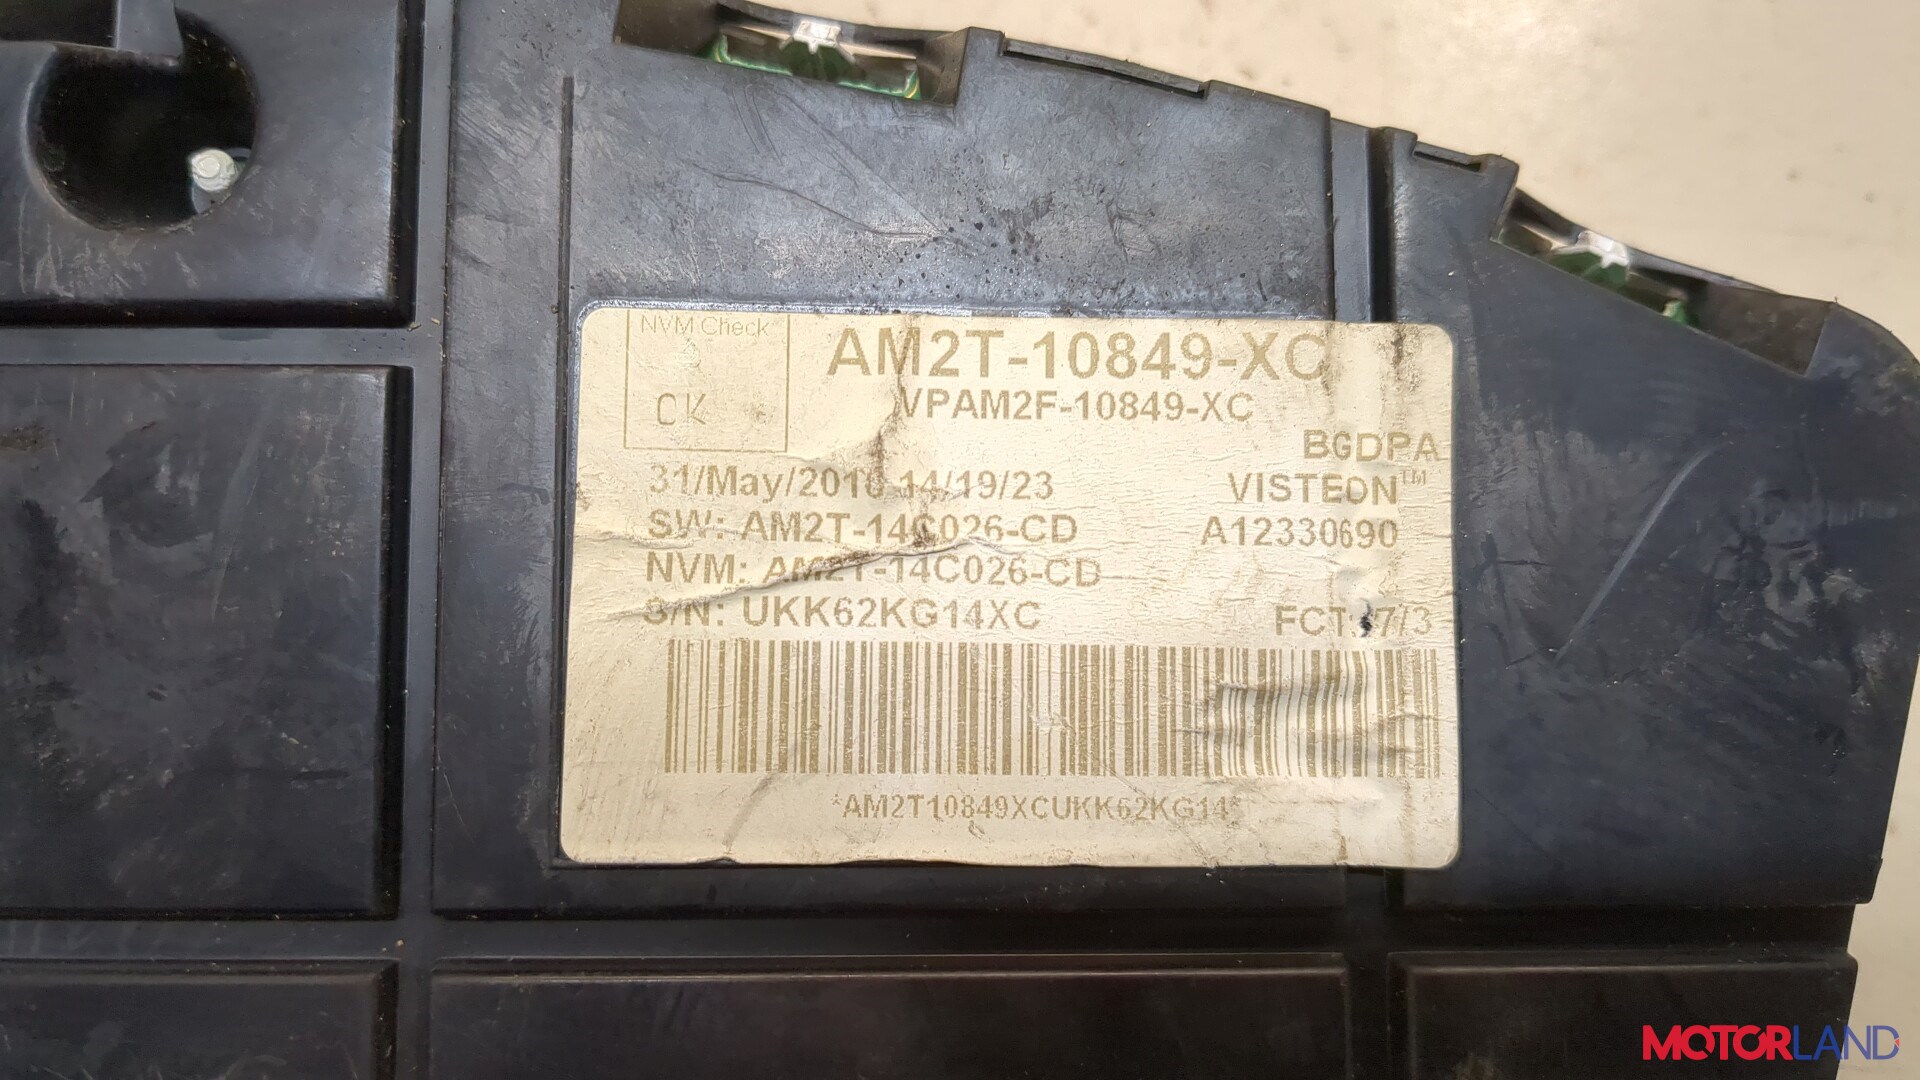 NVM Check
OK
AM2T-10849-XC
VPAM2F-10849-XC
BGDPA
31/May/2010 14/19/23
VISTEON™
SW: AM2T-14C026-CD
A12330690
NVM: AM2T-14C026-CD
S/N: UKK62KG14XC
FCT: 7/3
*AM2T10849XCUKK62KG14*
MOTORLAND